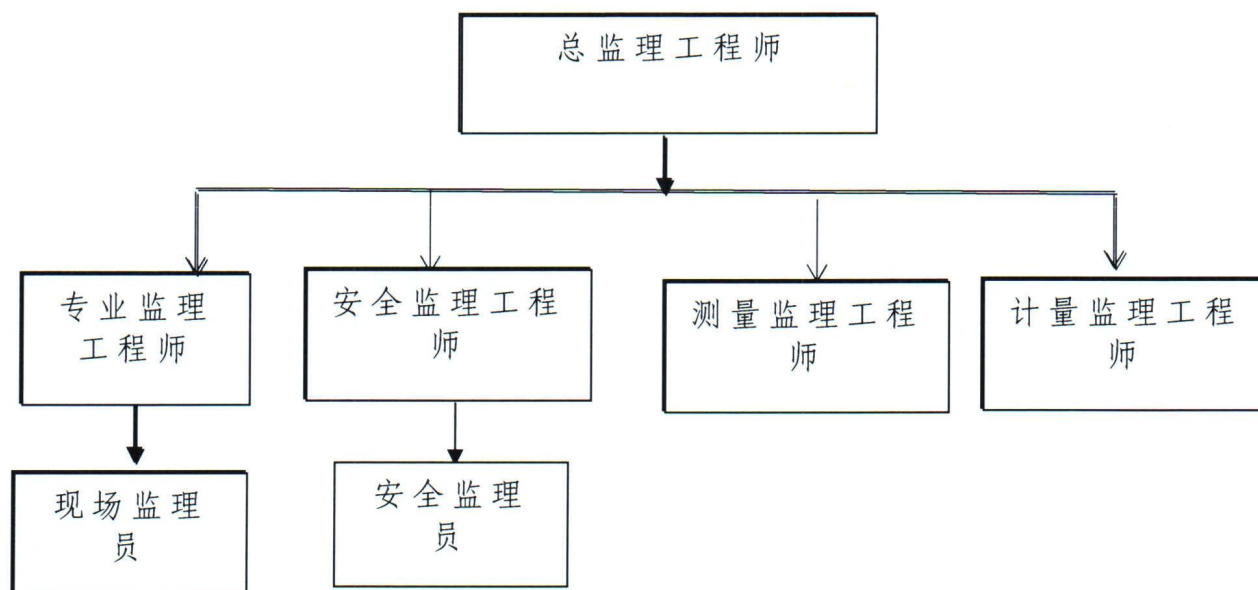 总监理工程师
专业监理
工程师
安全监理工程
师
测量监理工程
师
计量监理工程
师
现场监理
员
安全监理
员